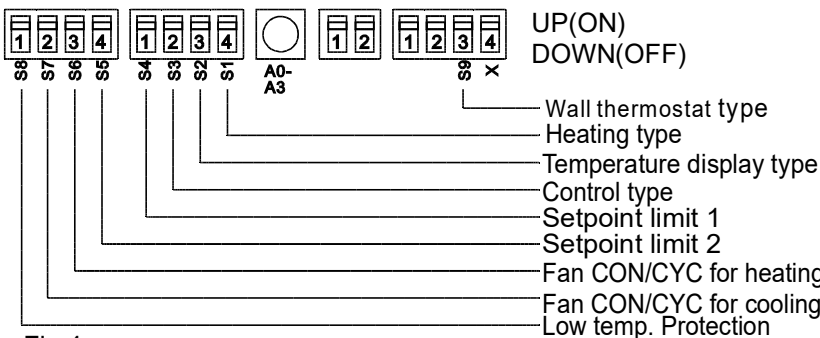 UP(ON)
1 2 3 4 1 2 3 4 1 2 1 2 3 4
DOWN(OFF)
S8 S7 S6 S5 S4 S3 S2 S1 A0- S9 X
A3
Wall thermostat type
Heating type
Temperature display type
Control type
Setpoint limit 1
Setpoint limit 2
Fan CON/CYC for heating
Fan CON/CYC for cooling
Low temp. Protection